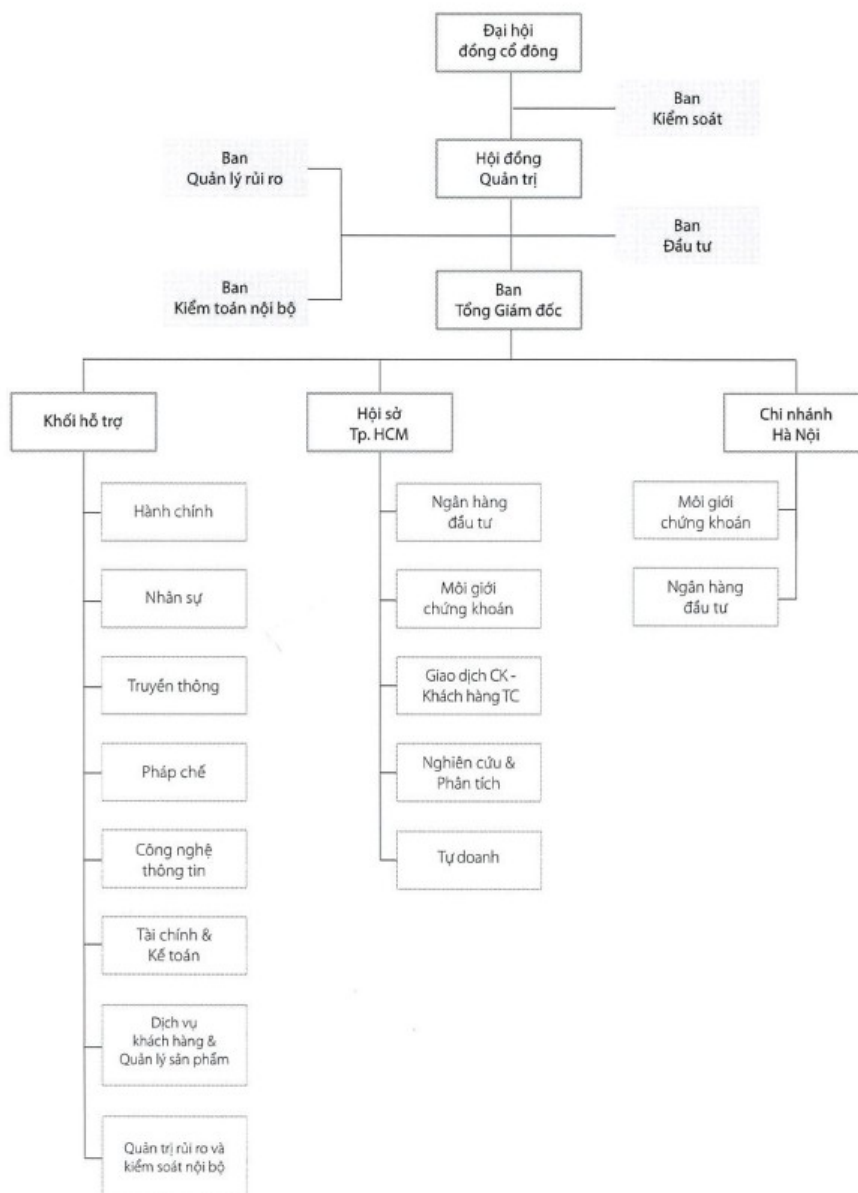 Đại hội
đồng cổ đông
Ban
Kiểm soát
Ban
Quản lý rủi ro
Hội đồng
Quản trị
Ban
Đầu tư
Ban
Kiểm toán nội bộ
Ban
Tổng Giám đốc
Khối hỗ trợ
Hội sở
Tp. HCM
Chi nhánh
Hà Nội
Hành chính
Nhân sự
Truyền thông
Pháp chế
Công nghệ
thông tin
Tài chính &
Kế toán
Dịch vụ
khách hàng &
Quản lý sản phẩm
Quản trị rủi ro và
kiểm soát nội bộ
Ngân hàng
đầu tư
Môi giới
chứng khoán
Giao dịch CK -
Khách hàng TC
Nghiên cứu &
Phân tích
Tự doanh
Môi giới
chứng khoán
Ngân hàng
đầu tư